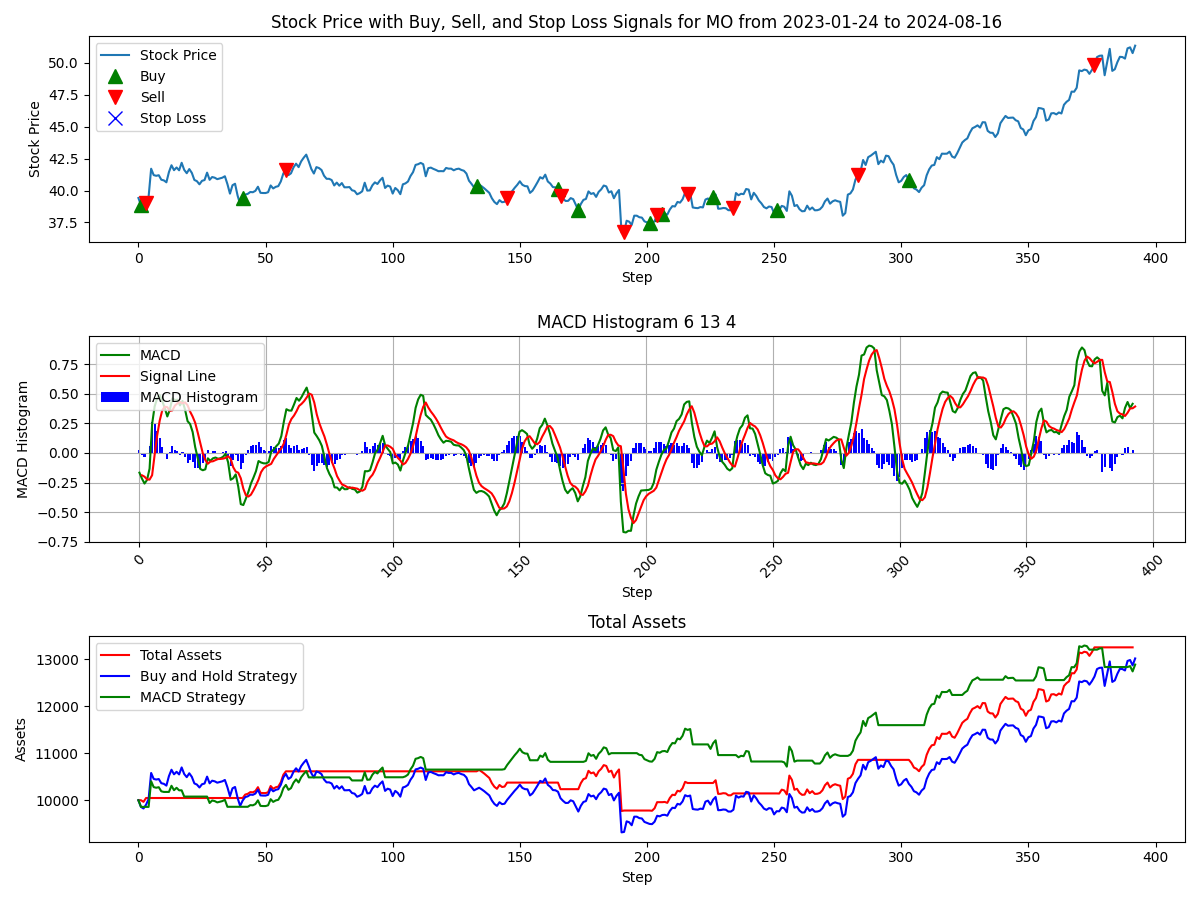 Stock Price with Buy, Sell, and Stop Loss Signals for MO from 2023-01-24 to 2024-08-16
Stock Price
Buy
Sell
Stop Loss
50.0
47.5
45.0
42.5
40.0
37.5
Stock Price
0 50 100 150 200 250 300 350 400
Step
MACD Histogram 6 13 4
MACD
Signal Line
MACD Histogram
0.75
0.50
0.25
0.00
−0.25
−0.50
−0.75
MACD Histogram
0 50 100 150 200 250 300 350 400
Step
Total Assets
Total Assets
Buy and Hold Strategy
MACD Strategy
13000
12000
11000
10000
Assets
0 50 100 150 200 250 300 350 400
Step